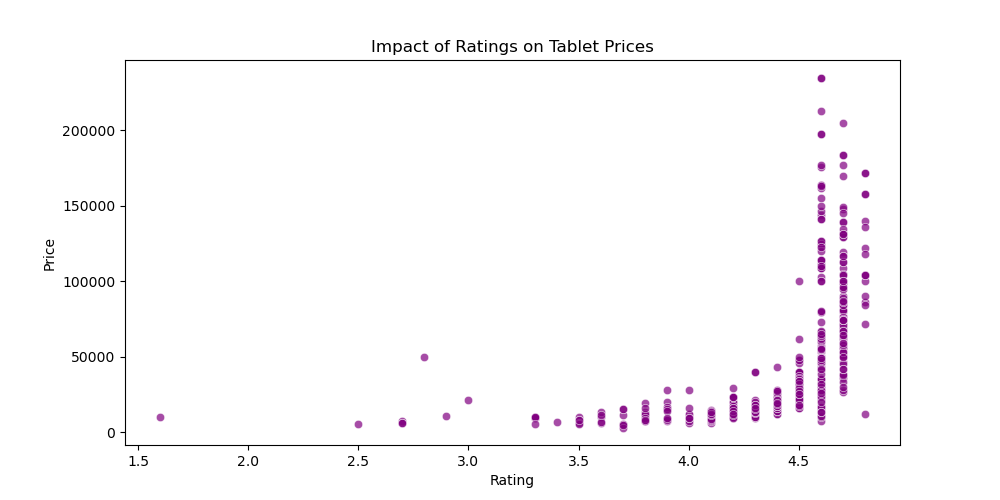 Impact of Ratings on Tablet Prices
200000
150000
100000
50000
0
Price
1.5 2.0 2.5 3.0 3.5 4.0 4.5
Rating